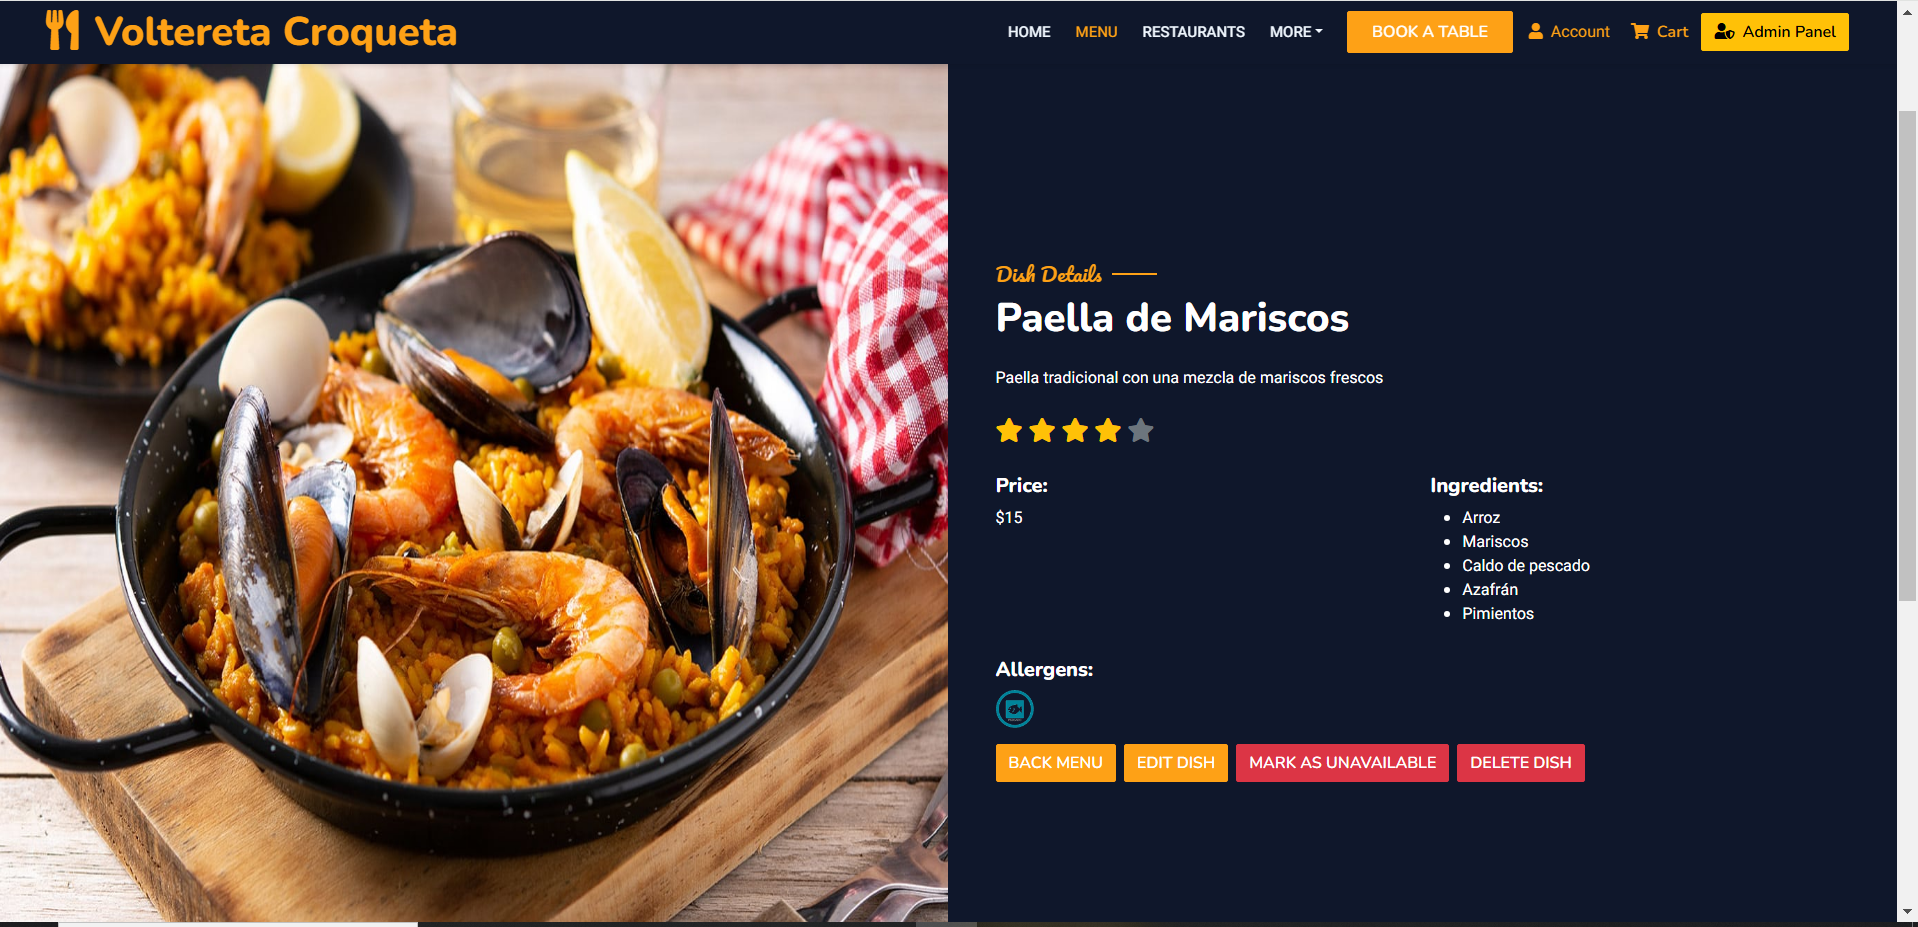 Voltereta Croqueta
HOME MENU RESTAURANTS MORE BOOK A TABLE Account Cart Admin Panel
Dish Details
Paella de Mariscos
Paella tradicional con una mezcla de mariscos frescos
Price:
$15
Ingredients:
Arroz
Mariscos
Caldo de pescado
Azafrán
Pimientos
Allergens:
BACK MENU EDIT DISH MARK AS UNAVAILABLE DELETE DISH